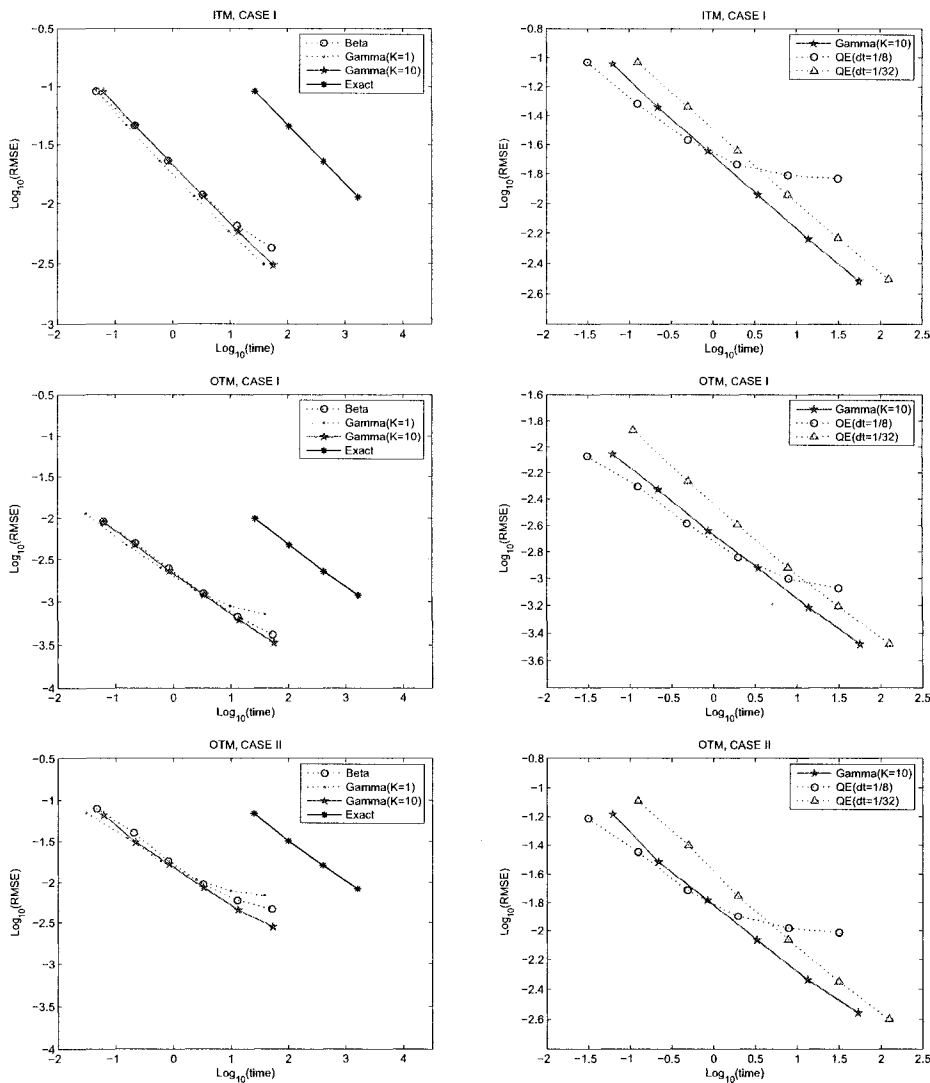 ITM, CASE I
-0.5
-1
-1.5
-2
-2.5
-3
Log10(RMSE)
-2 -1 0 1 2 3 4
Log10(time)
Beta
Gamma(K=1)
Gamma(K=10)
Exact
ITM, CASE I
-0.8
-1
-1.2
-1.4
-1.6
-1.8
-2
-2.2
-2.4
-2.6
Log10(RMSE)
-1.5 -1 -0.5 0.0 0.5 1 1.5 2 2.5
Log10(time)
Gamma(K=10)
QE(dt=1/8)
QE(dt=1/32)
OTM, CASE I
-0.5
-1
-1.5
-2
-2.5
-3
-3.5
-4
Log10(RMSE)
-2 -1 0 1 2 3 4
Log10(time)
Beta
Gamma(K=1)
Gamma(K=10)
Exact
OTM, CASE I
-1.6
-1.8
-2
-2.2
-2.4
-2.6
-2.8
-3
-3.2
-3.4
-3.6
Log10(RMSE)
-1.5 -1 -0.5 0.0 0.5 1 1.5 2 2.5
Log10(time)
Gamma(K=10)
QE(dt=1/8)
QE(dt=1/32)
OTM, CASE II
-0.5
-1
-1.5
-2
-2.5
-3
-3.5
-4
Log10(RMSE)
-2 -1 0 1 2 3 4
Log10(time)
Beta
Gamma(K=1)
Gamma(K=10)
Exact
OTM, CASE II
-0.8
-1.2
-1.4
-1.6
-1.8
-2
-2.2
-2.6
Log10(RMSE)
-1.5 -1 -0.5 0.0 0.5 1 1.5 2 2.5
Log10(time)
Gamma(K=10)
QE(dt=1/8)
QE(dt=1/32)